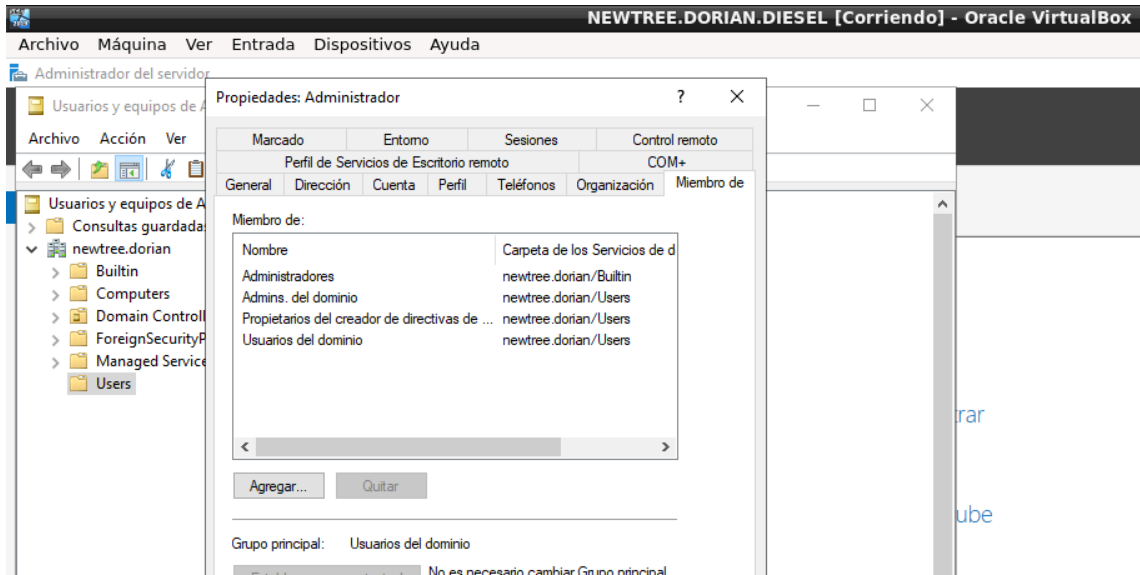 NEWTREE.DORIAN.DIESEL [Corriendo] - Oracle VirtualBox
Archivo Máquina Ver Entrada Dispositivos Ayuda
Administrador del servidor
Usuarios y equipos de A
Archivo Acción Ver
Usuarios y equipos de A
Consultas guardada
newtree.dorian
Builtin
Computers
Domain Controll
ForeignSecurityP
Managed Service
Users
Propiedades: Administrador ? ×
Marcado Entorno Sesiones Control remoto
Perfil de Servicios de Escritorio remoto COM+
General Dirección Cuenta Perfil Teléfonos Organización Miembro de
Miembro de:
Nombre Carpeta de los Servicios de d
Administradores newtree.dorian/Builtin
Admins. del dominio newtree.dorian/Users
Propietarios del creador de directivas de ... newtree.dorian/Users
Usuarios del dominio newtree.dorian/Users
Agregar... Quitar
Grupo principal: Usuarios del dominio
No es necesario cambiar Grupo principal
rar
ube